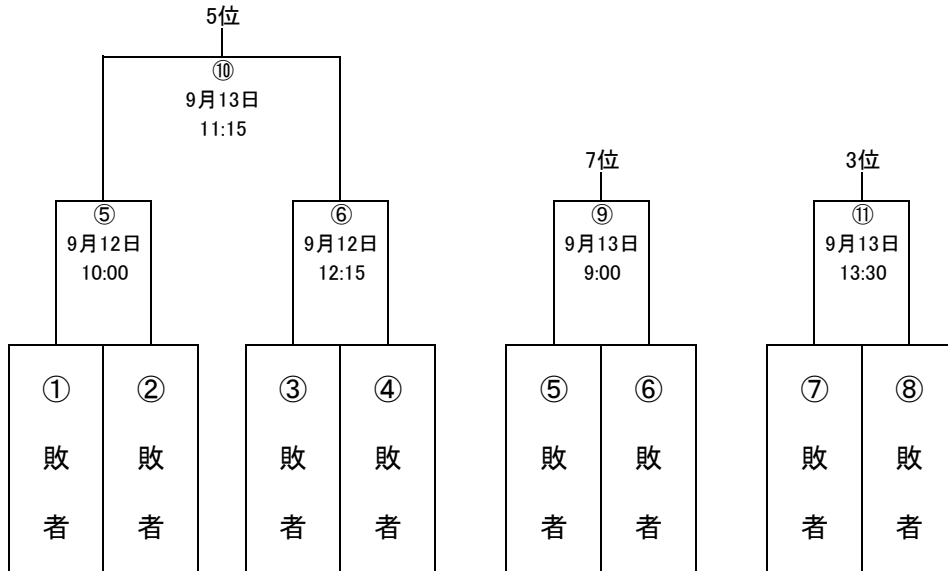 5位
⑩
9月13日
11:15
7位
3位
⑤
9月12日
10:00
⑥
9月12日
12:15
⑨
9月13日
9:00
⑪
9月13日
13:30
①
敗
者
②
敗
者
③
敗
者
④
敗
者
⑤
敗
者
⑥
敗
者
⑦
敗
者
⑧
敗
者